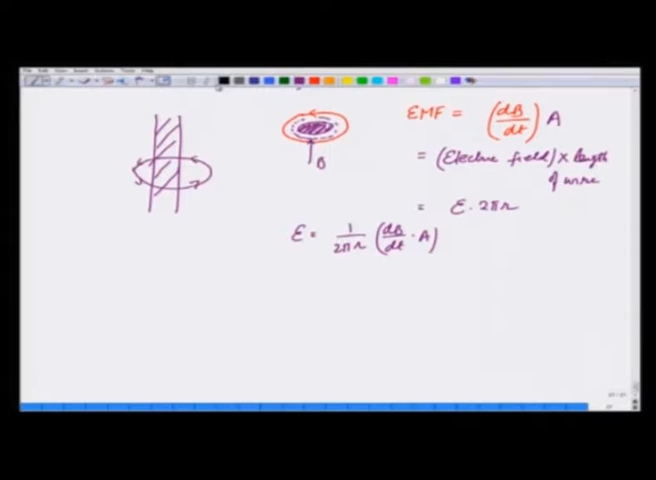 EMF = (dB/dt) A
B
= (Electric field) × length
of wire
= ε · 2πr
ε = 1/2πr (dB/dt · A)